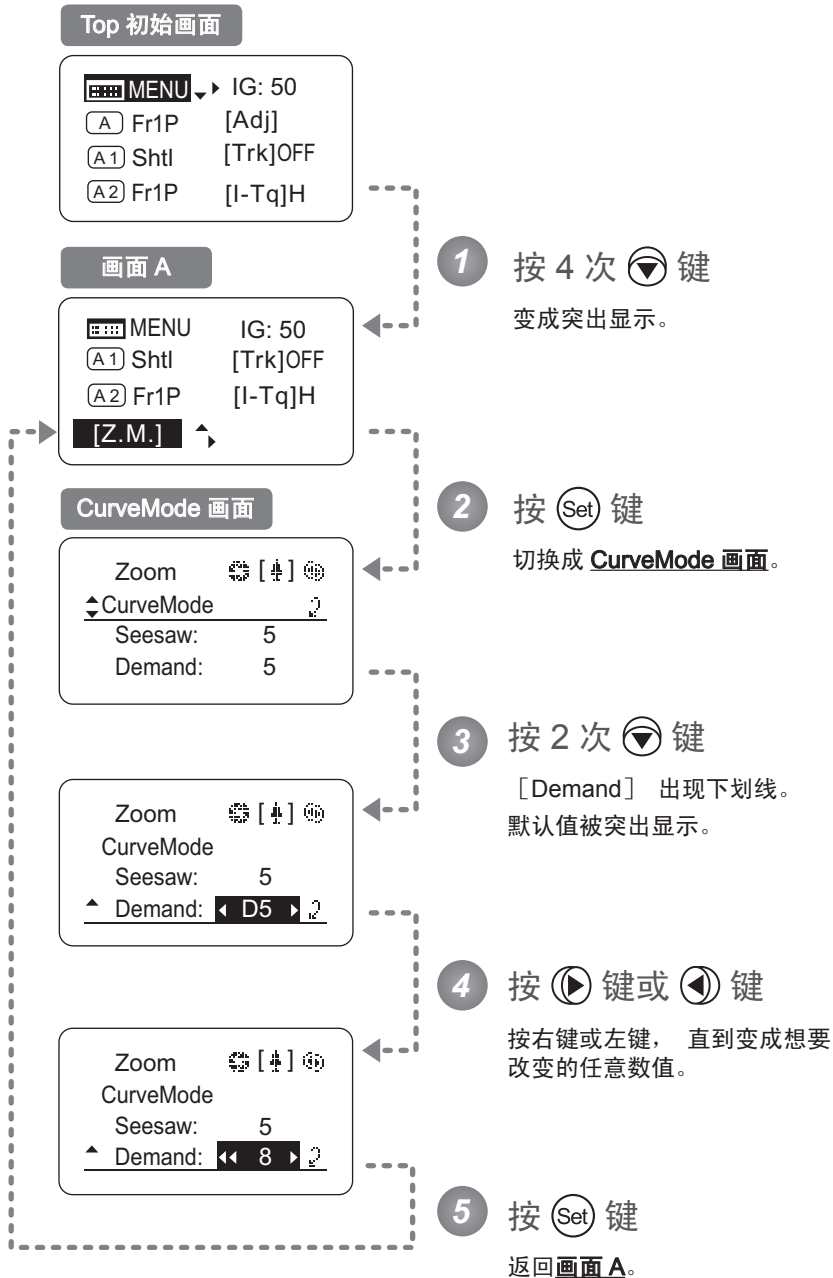 Top 初始画面
MENU IG: 50
A Fr1P [Adj]
A1 Shtl [Trk]OFF
A2 Fr1P [I-Tq]H
画面 A
MENU IG: 50
A1 Shtl [Trk]OFF
A2 Fr1P [I-Tq]H
[Z.M.]
1 按 4 次 键
变成突出显示。
CurveMode 画面
Zoom
CurveMode
Seesaw: 5
Demand: 5
2 按 Set 键
切换成 CurveMode 画面。
3 按 2 次 键
［Demand］ 出现下划线。
默认值被突出显示。
Zoom
CurveMode
Seesaw: 5
Demand: D5
4 按 键或 键
按右键或左键， 直到变成想要
改变的任意数值。
Zoom
CurveMode
Seesaw: 5
Demand: 8
5 按 Set 键
返回画面 A。